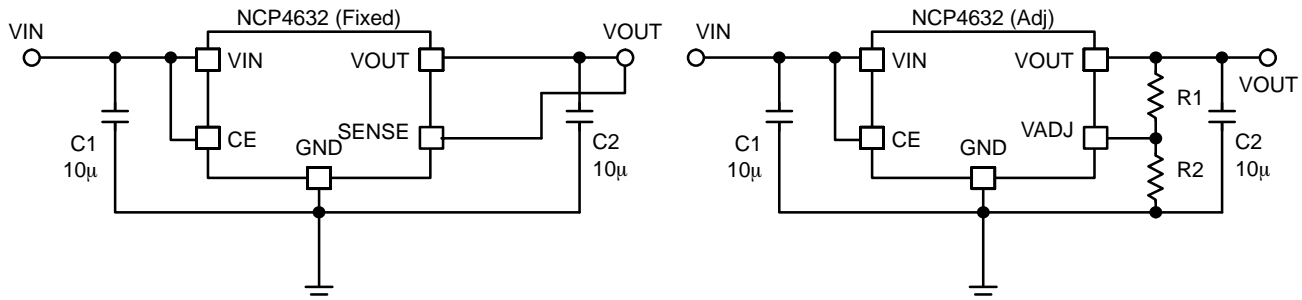 NCP4632 (Fixed)
VIN
VOUT
VIN
VOUT
C1
10μ
CE
SENSE
GND
C2
10μ
NCP4632 (Adj)
VIN
VOUT
VIN
VOUT
C1
10μ
CE
VADJ
GND
R1
R2
C2
10μ